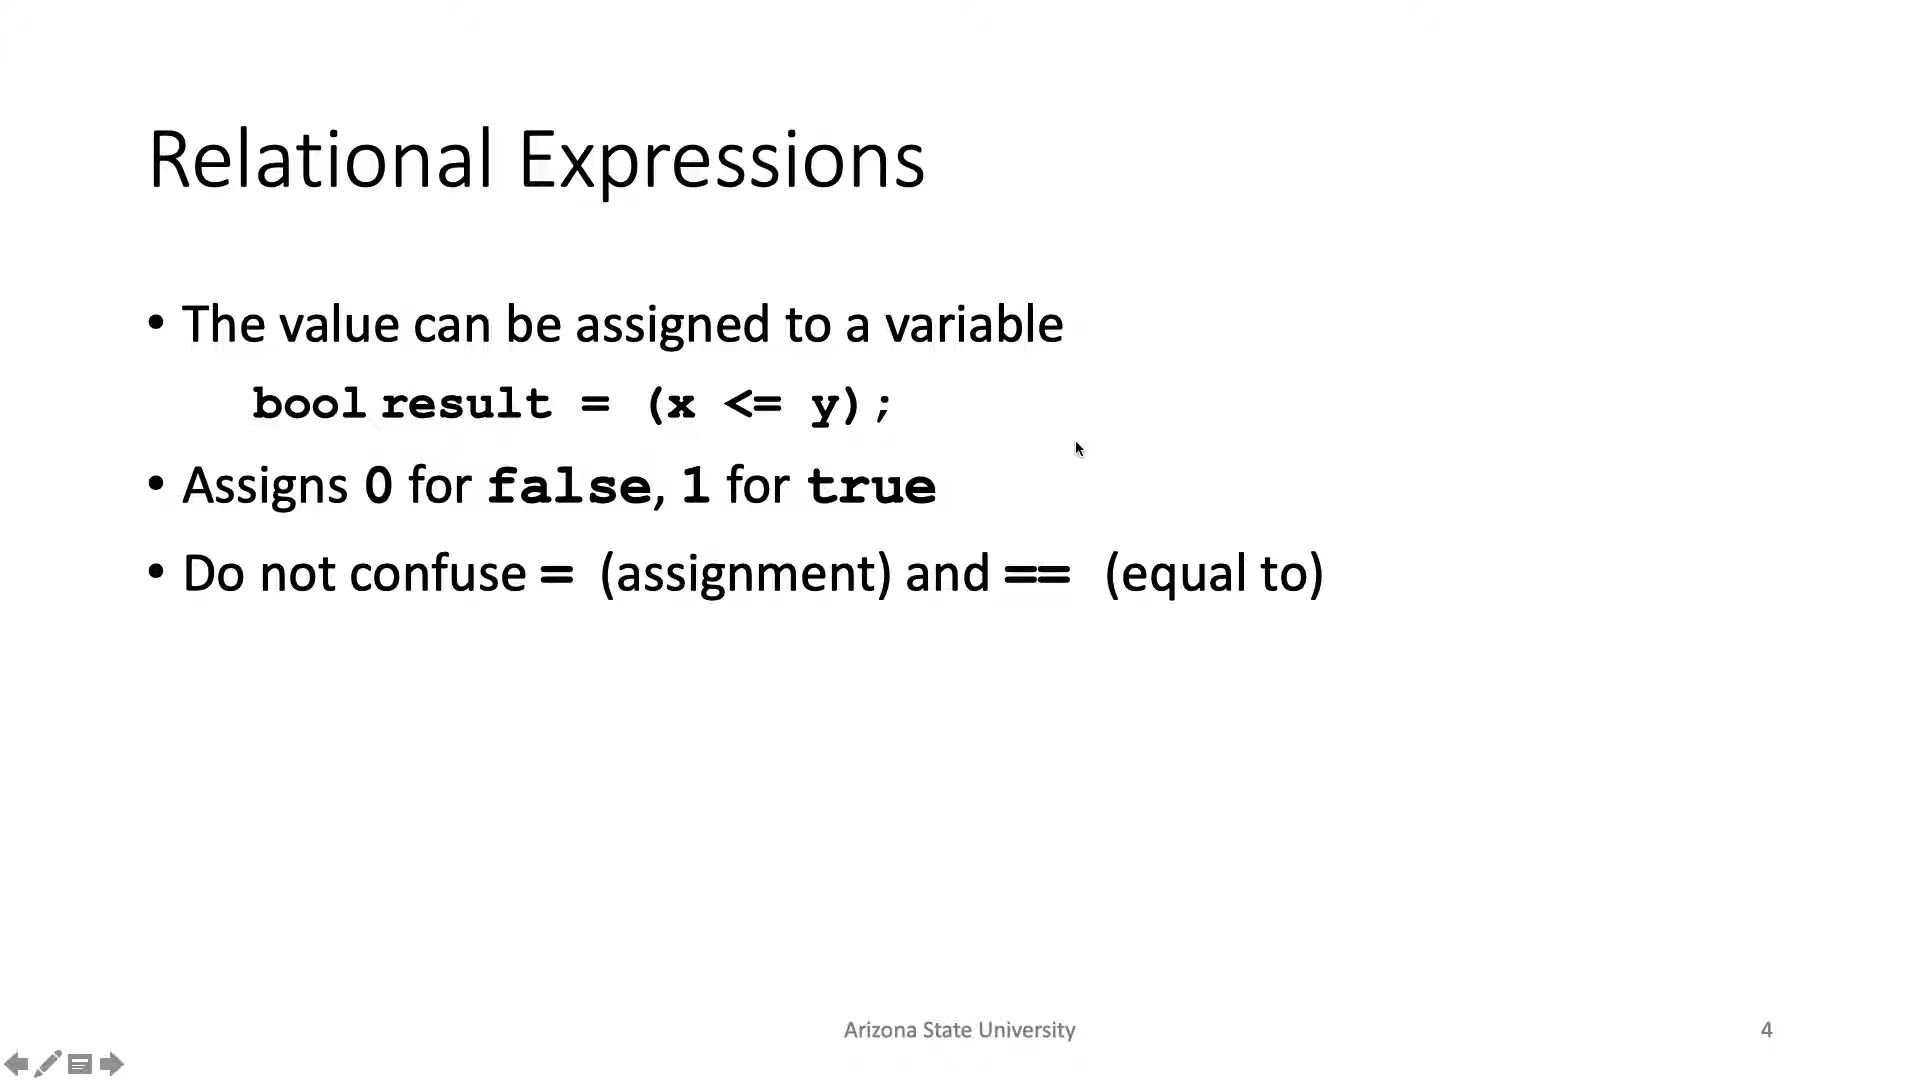 Relational Expressions
• The value can be assigned to a variable
bool result = (x <= y);
• Assigns 0 for false, 1 for true
• Do not confuse = (assignment) and == (equal to)
Arizona State University
4